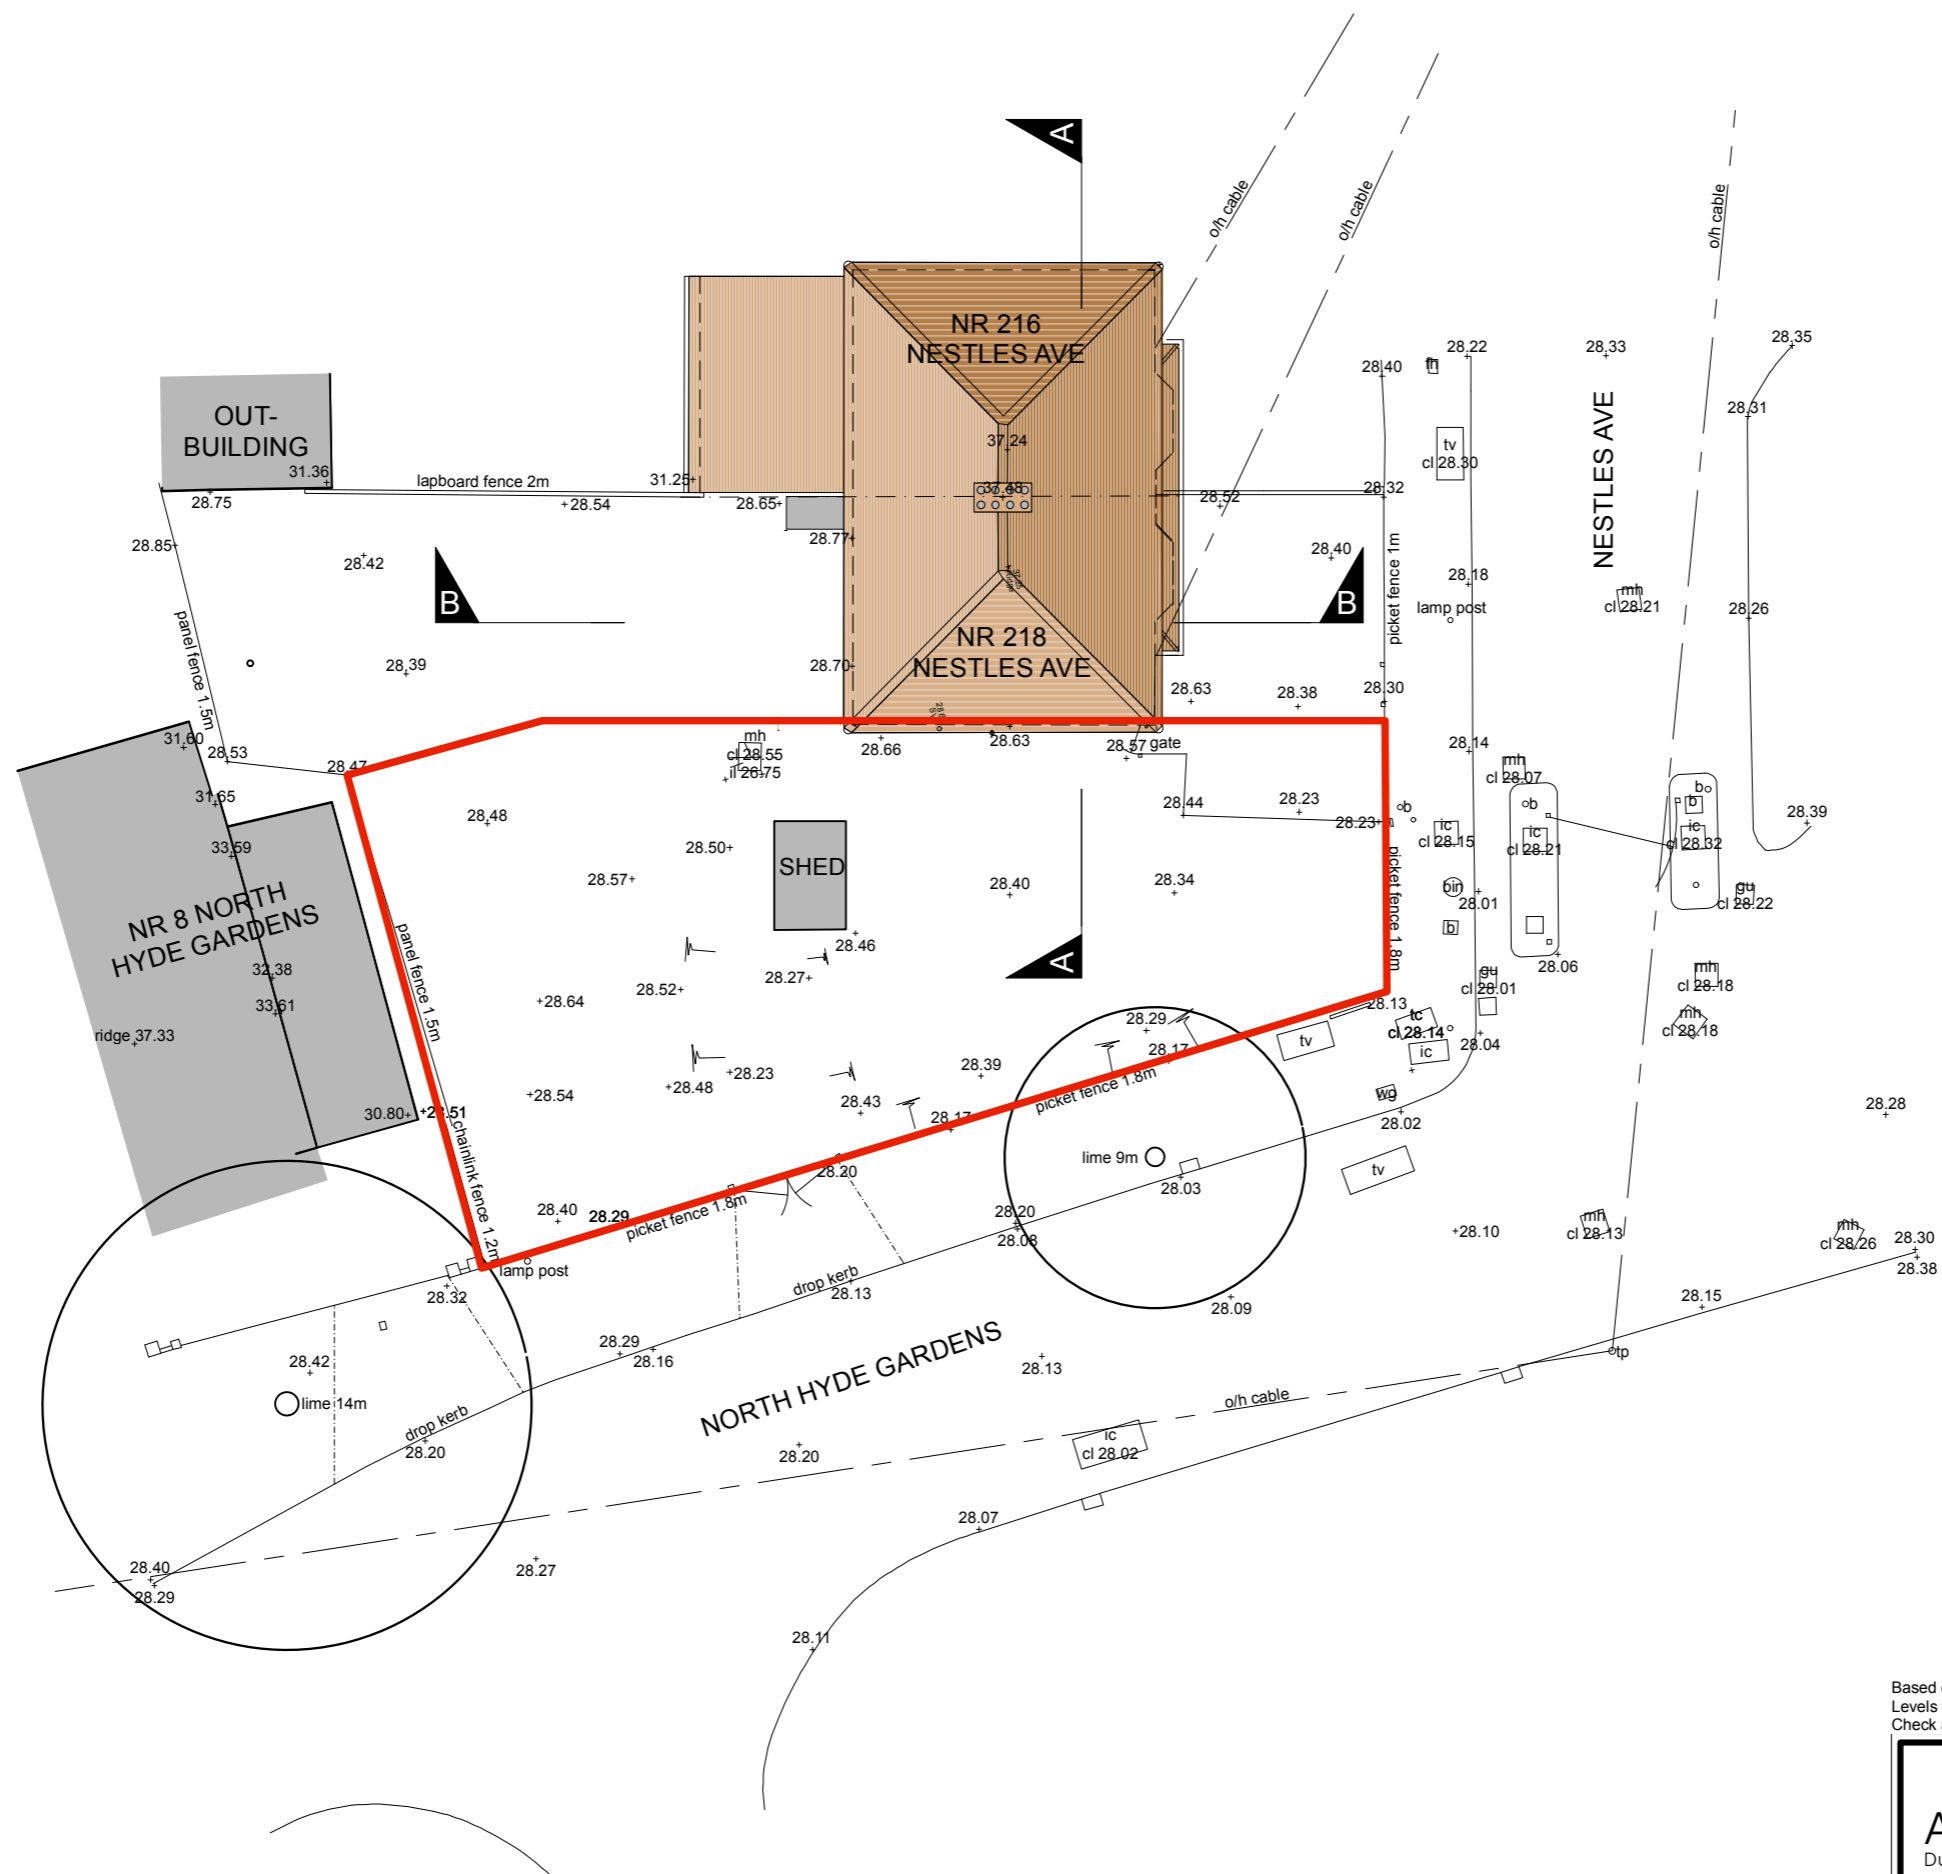 A
o/h cable
o/h cable
o/h cable
NR 216
NESTLES AVE
37.24
37.48
28.40
fh
28.22
28.33
28.35
28.31
NESTLES AVE
tv
cl 28.30
OUT-
BUILDING
31.36
28.75
lapboard fence 2m
31.25
28.54
28.65
28.52
28.32
28.85
28.42
28.77
28.40
picket fence 1m
28.18
lamp post
mh
cl 28.21
28.26
B
B
panel fence 1.5m
28.39
28.70
NR 218
NESTLES AVE
28.63
28.38
28.30
31.60
28.53
28.47
mh
cl 28.55
il 26.75
28.66
28.63
28.57
gate
28.14
mh
cl 28.07
31.65
28.48
28.44
28.23
28.23
b
ic
cl 28.15
b
ic
cl 28.21
b
b
ic
cl 28.32
28.39
33.59
28.50
SHED
28.57
28.40
28.34
picket fence 1.8m
bin
28.01
gu
cl 28.22
NR 8 NORTH
HYDE GARDENS
panel fence 1.5m
b
28.46
28.06
32.38
28.52
28.27
A
gu
cl 28.01
mh
cl 28.18
33.61
28.64
28.13
tc
cl 28.14
mh
cl 28.18
ridge 37.33
28.29
28.17
tv
ic
28.04
28.23
28.48
28.39
picket fence 1.8m
wo
28.02
28.28
30.80
28.51
28.54
28.43
28.17
chainlink fence 1.2m
lime 9m
tv
28.20
28.03
picket fence 1.8m
28.40
28.29
28.20
28.08
28.10
mh
cl 28.13
mh
cl 28.26
28.30
28.38
lamp post
28.32
drop kerb
28.13
28.09
28.15
28.29
28.16
NORTH HYDE GARDENS
28.13
tp
28.42
lime 14m
drop kerb
28.20
28.20
o/h cable
ic
cl 28.02
28.07
28.40
28.29
28.27
28.11
Based
Levels
Check
A
Du